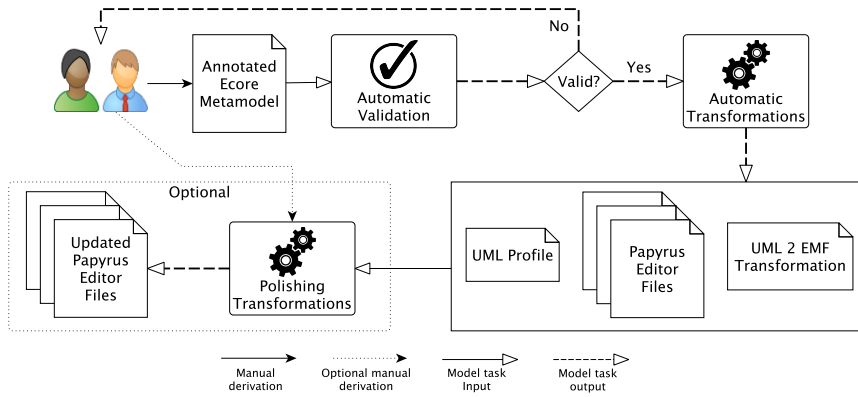 No
Annotated
Ecore
Metamodel
Automatic
Validation
Valid?
Yes
Automatic
Transformations
Optional
Updated
Papyrus
Editor
Files
Polishing
Transformations
UML Profile
Papyrus
Editor
Files
UML 2 EMF
Transformation
Manual
derivation
Optional manual
derivation
Model task
Input
Model task
output